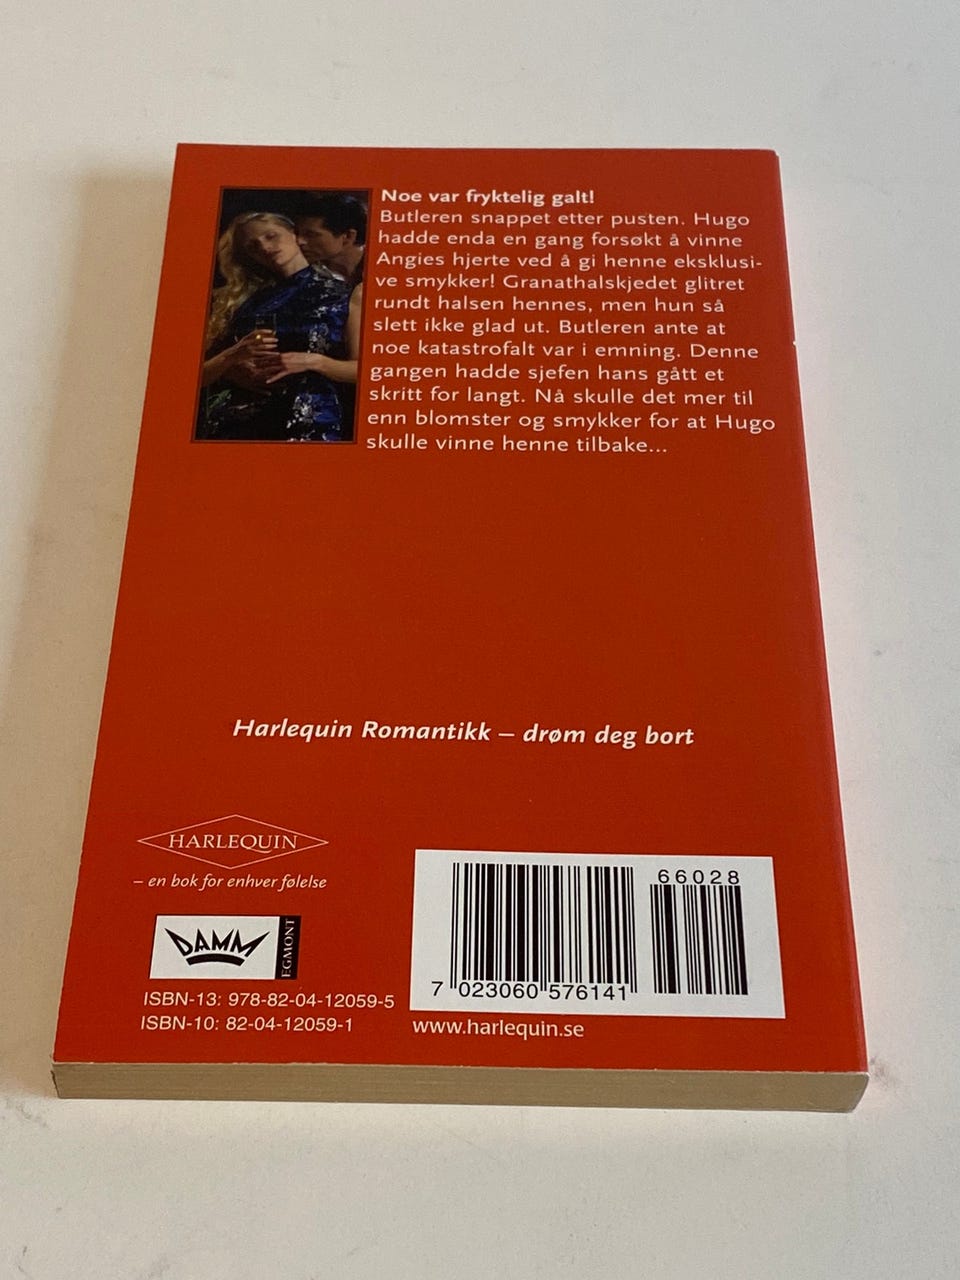 Noe var fryktelig galt!
Butleren snappet etter pusten. Hugo
hadde enda en gang forsøkt å vinne
Angies hjerte ved å gi henne eksklusi-
ve smykker! Granathalskjedet glitret
rundt halsen hennes, men hun så
slett ikke glad ut. Butleren ante at
noe katastrofalt var i emning. Denne
gangen hadde sjefen hans gått et
skritt for langt. Nå skulle det mer til
enn blomster og smykker for at Hugo
skulle vinne henne tilbake...
Harlequin Romantikk – drøm deg bort
HARLEQUIN
– en bok for enhver følelse
DAMM
EGMONT
ISBN-13: 978-82-04-12059-5
ISBN-10: 82-04-12059-1
66028
7 023060 576141
www.harlequin.se